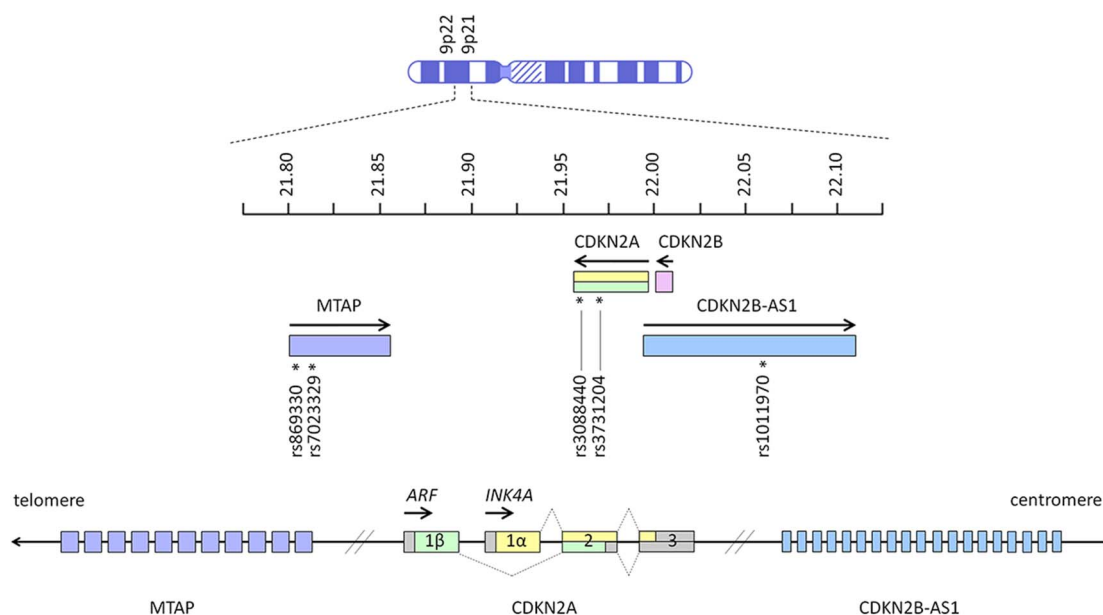 9p22
9p21
21.80
21.85
21.90
21.95
22.00
22.05
22.10
CDKN2A
CDKN2B
MTAP
CDKN2B-AS1
*
*
*
*
*
rs869330
rs7023329
rs3088440
rs3731204
rs1011970
telomere
ARF
INK4A
centromere
1β
1α
2
3
MTAP
CDKN2A
CDKN2B-AS1